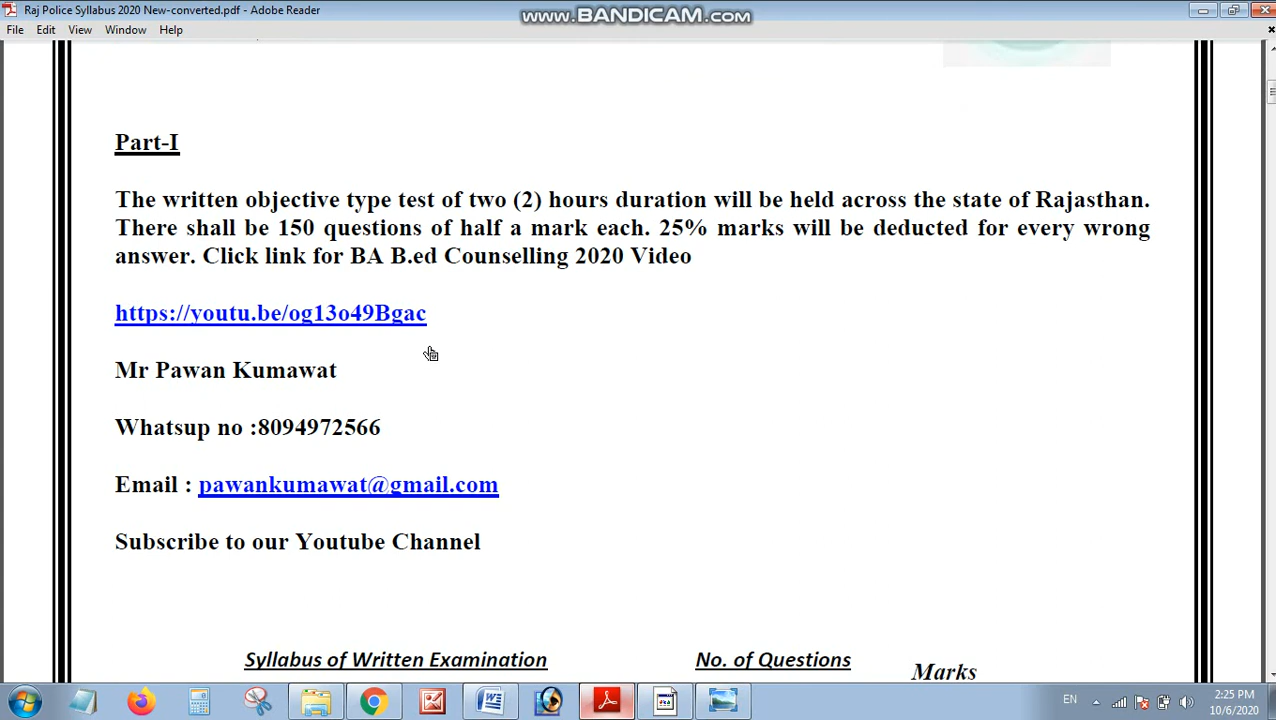 Raj Police Syllabus 2020 New-converted.pdf - Adobe Reader
www.BANDICAM.com
File Edit View Window Help
Part-I
The written objective type test of two (2) hours duration will be held across the state of Rajasthan.
There shall be 150 questions of half a mark each. 25% marks will be deducted for every wrong
answer. Click link for BA B.ed Counselling 2020 Video
https://youtu.be/og13o49Bgac
Mr Pawan Kumawat
Whatsup no :8094972566
Email : pawankumawat@gmail.com
Subscribe to our Youtube Channel
Syllabus of Written Examination No. of Questions Marks
EN
2:25 PM
10/6/2020